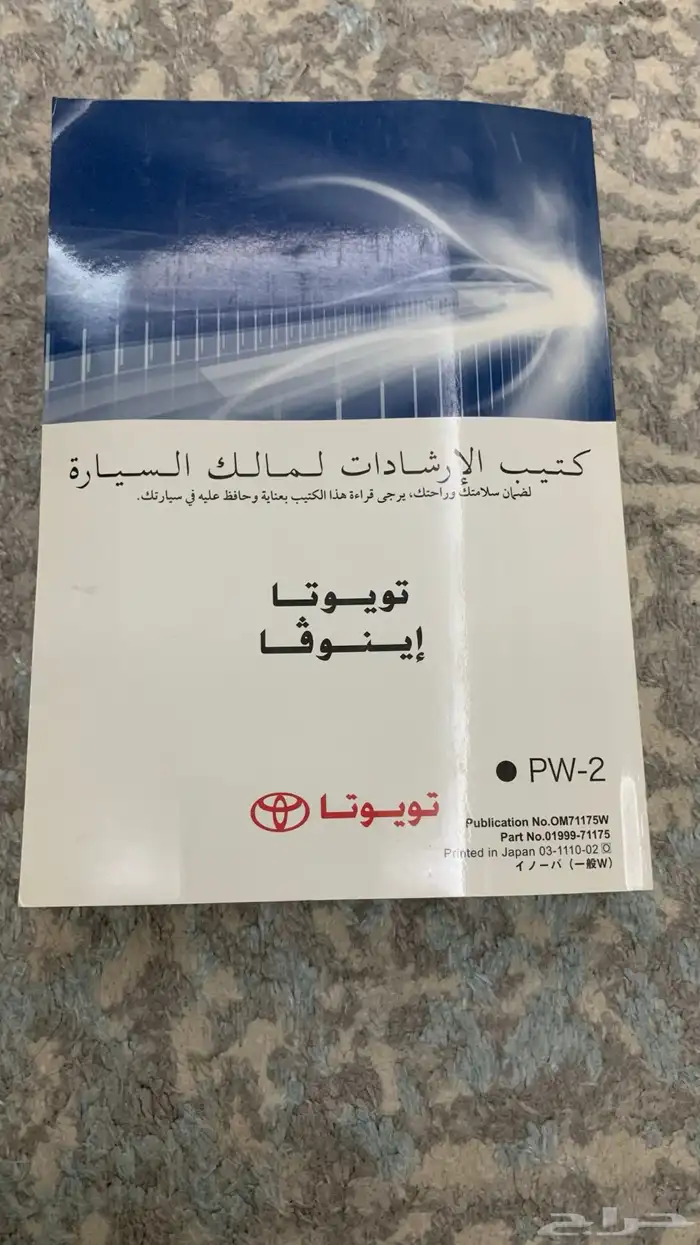 كتيب الإرشادات لمالك السيارة
لضمان سلامتك وراحتك، يرجى قراءة هذا الكتيب بعناية وحافظ عليه في سيارتك.
تويوتا
إينوڤا
● PW-2
تويوتا
Publication No.OM71175W
Part No.01999-71175
Printed in Japan 03-1110-02
イノーバ (一般W)
حراج